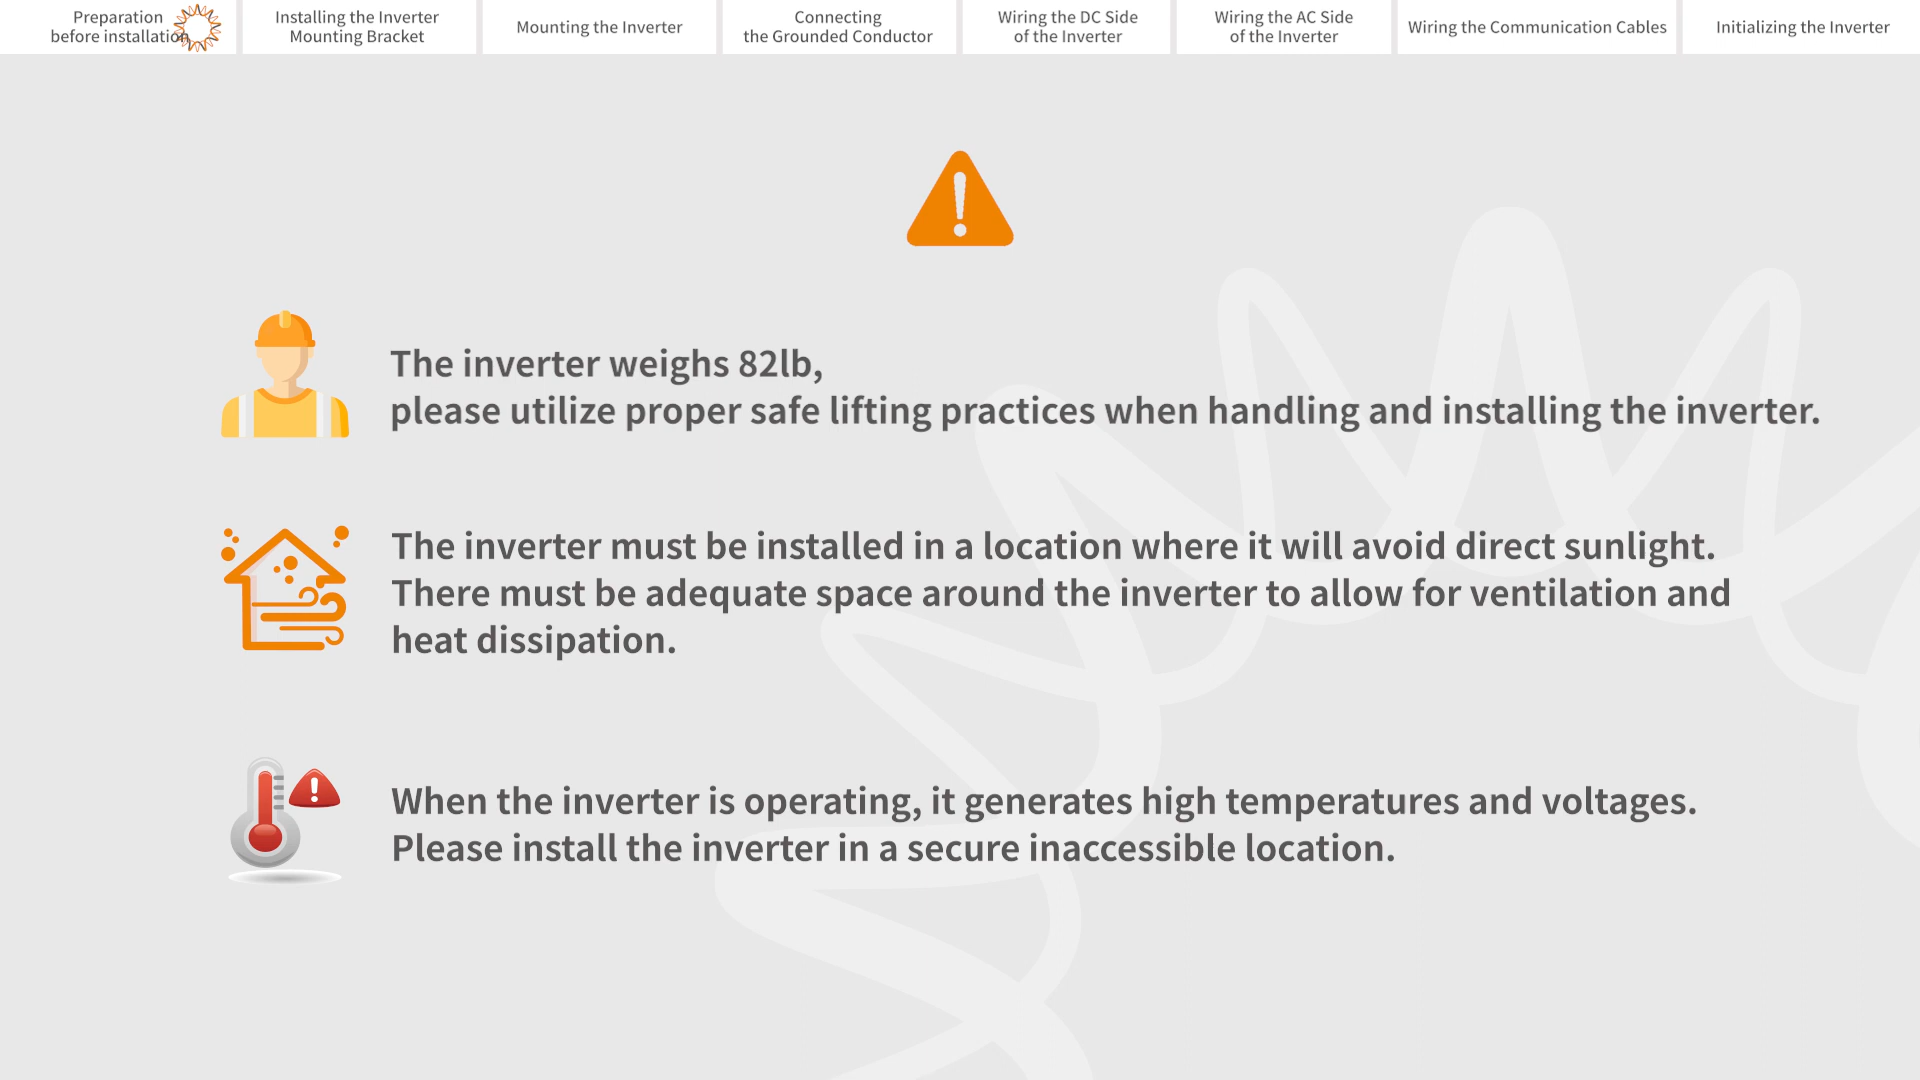 Preparation
before installation
Installing the Inverter
Mounting Bracket
Mounting the Inverter
Connecting
the Grounded Conductor
Wiring the DC Side
of the Inverter
Wiring the AC Side
of the Inverter
Wiring the Communication Cables
Initializing the Inverter
The inverter weighs 82lb,
please utilize proper safe lifting practices when handling and installing the inverter.
The inverter must be installed in a location where it will avoid direct sunlight.
There must be adequate space around the inverter to allow for ventilation and
heat dissipation.
When the inverter is operating, it generates high temperatures and voltages.
Please install the inverter in a secure inaccessible location.